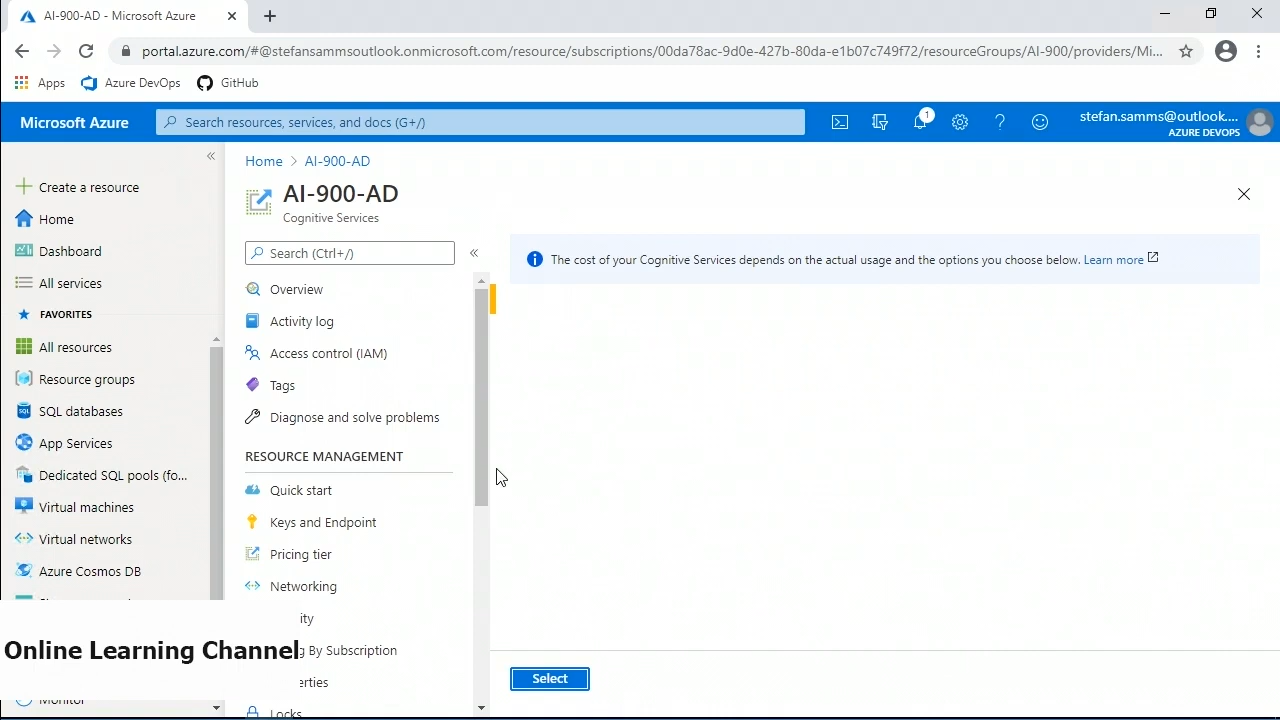 AI-900-AD - Microsoft Azure
portal.azure.com/#@stefansammsoutlook.onmicrosoft.com/resource/subscriptions/00da78ac-9d0e-427b-80da-e1b07c749f72/resourceGroups/AI-900/providers/Mi...
Apps
Azure DevOps
GitHub
Microsoft Azure
Search resources, services, and docs (G+/)
1
stefan.samms@outlook....
AZURE DEVOPS
Create a resource
Home
Dashboard
All services
FAVORITES
All resources
Resource groups
SQL databases
App Services
Dedicated SQL pools (fo...
Virtual machines
Virtual networks
Azure Cosmos DB
Monitor
Home > AI-900-AD
AI-900-AD
Cognitive Services
Search (Ctrl+/)
Overview
Activity log
Access control (IAM)
Tags
Diagnose and solve problems
RESOURCE MANAGEMENT
Quick start
Keys and Endpoint
Pricing tier
Networking
ity
g By Subscription
erties
Locks
The cost of your Cognitive Services depends on the actual usage and the options you choose below. Learn more
Select
Online Learning Channel